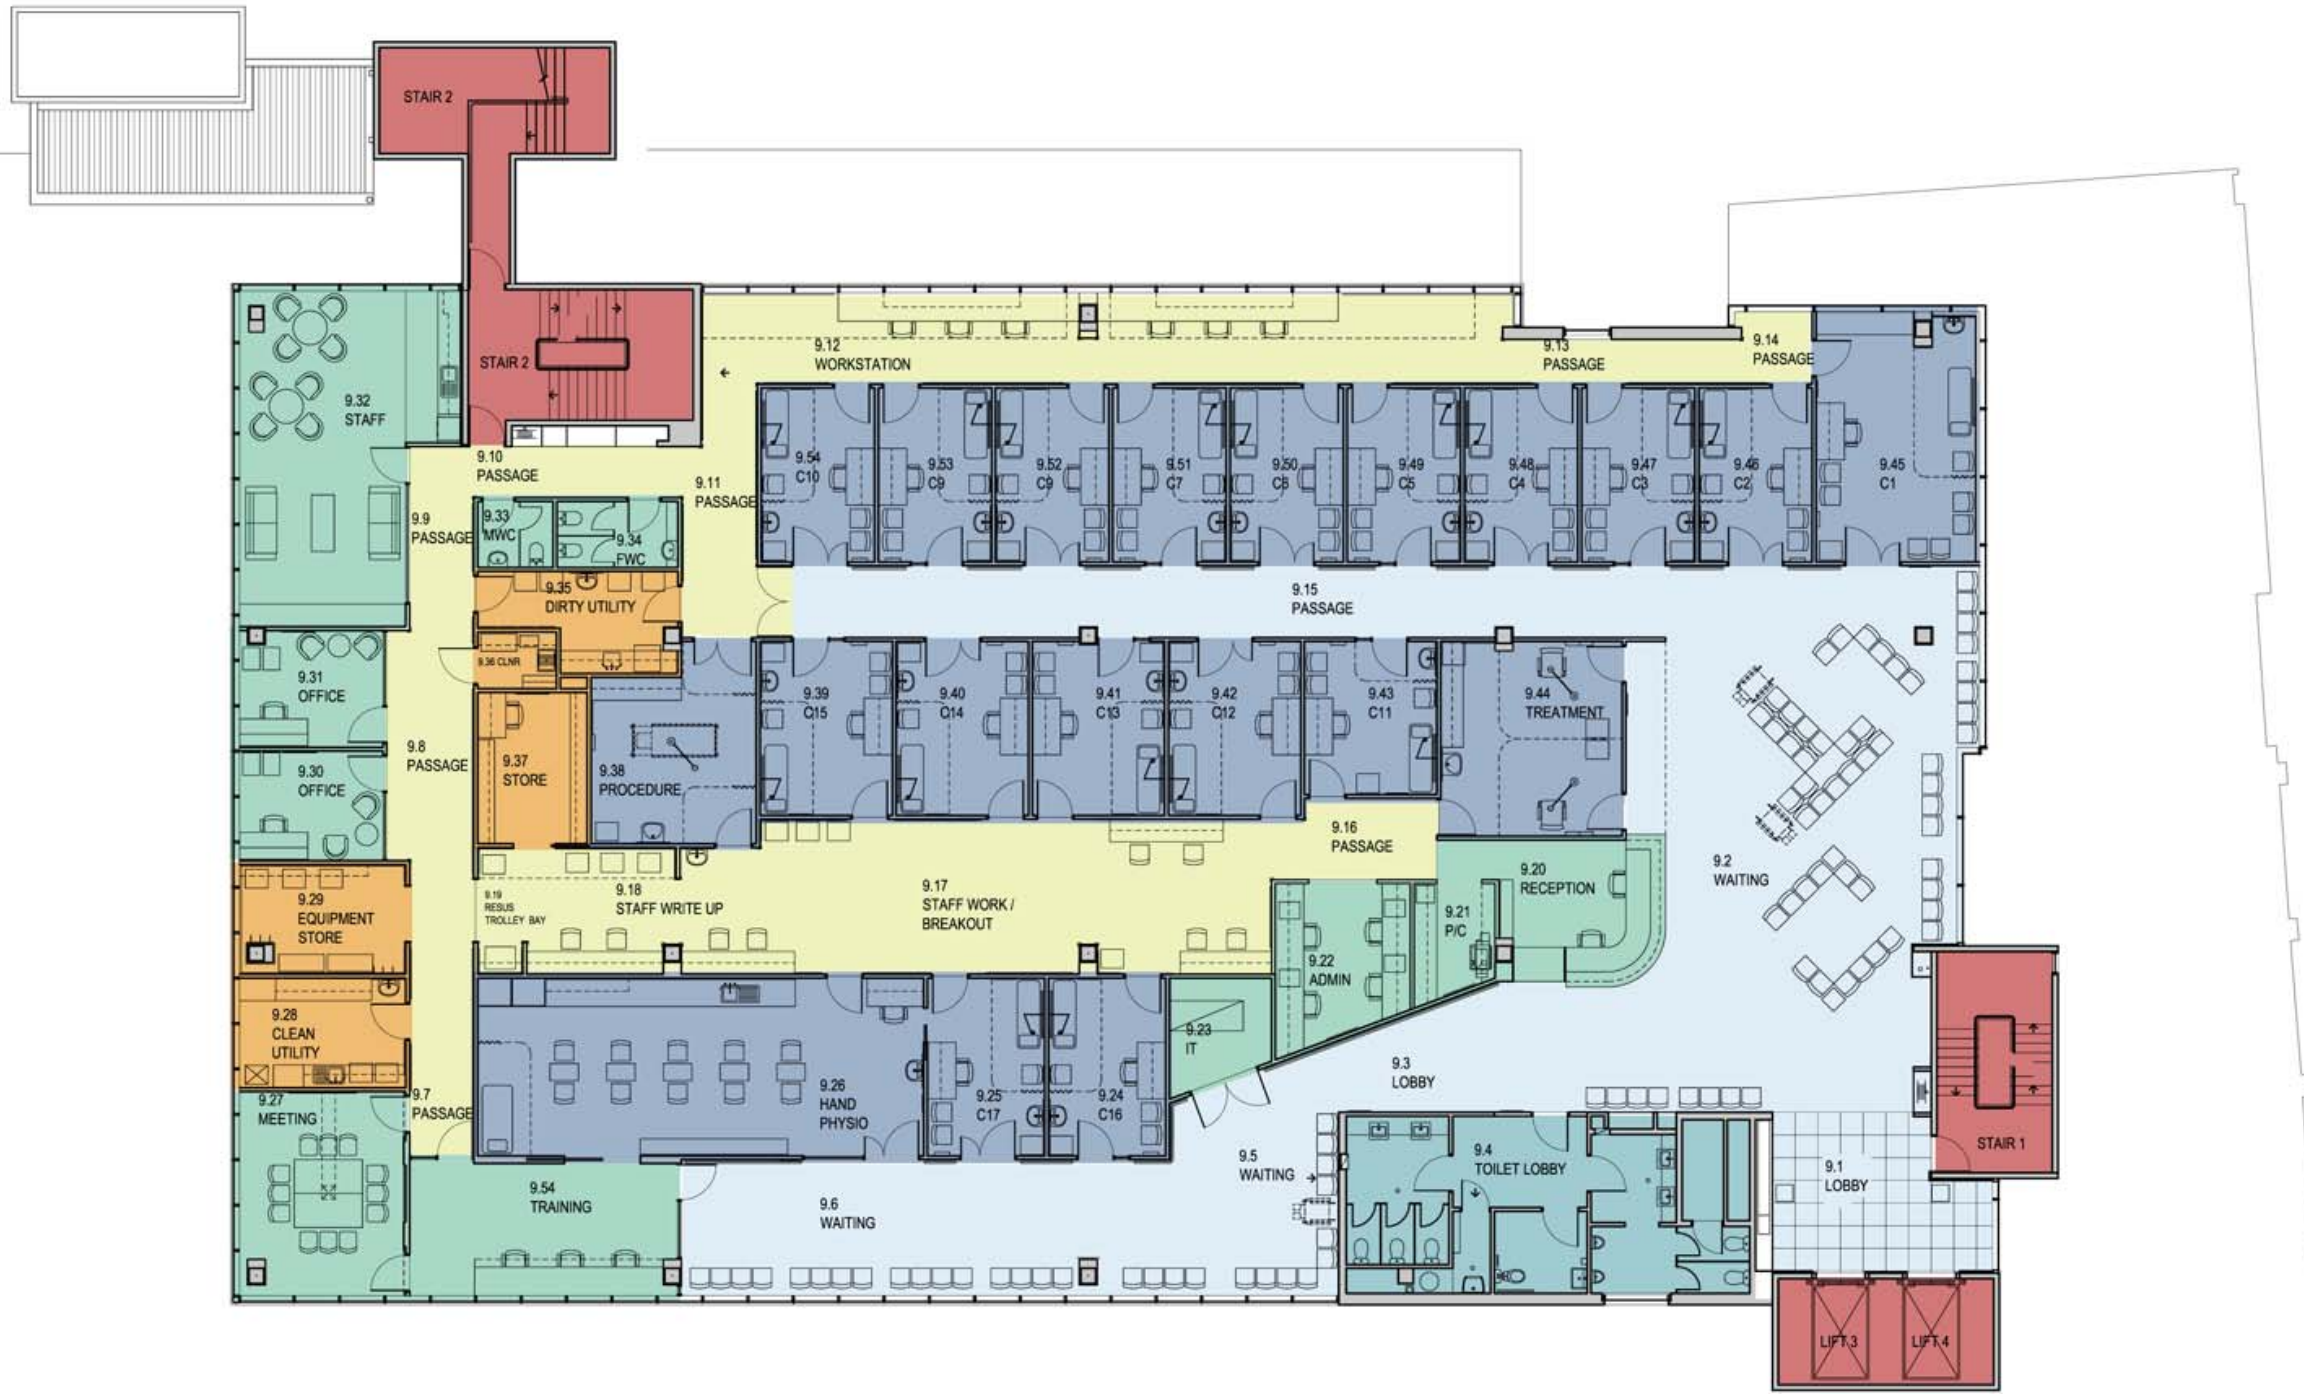 STAIR 2
STAIR 2
9.12
WORKSTATION
9.13
PASSAGE
9.14
PASSAGE
9.32
STAFF
9.10
PASSAGE
9.11
PASSAGE
9.54
C10
9.53
C9
9.52
C9
9.51
C7
9.50
C6
9.49
C5
9.48
C4
9.47
C3
9.46
C2
9.45
C1
9.9
PASSAGE
9.33
MWC
9.34
FWC
9.35
DIRTY UTILITY
9.15
PASSAGE
9.36 CLNR
9.31
OFFICE
9.39
C15
9.40
C14
9.41
C13
9.42
C12
9.43
C11
9.44
TREATMENT
9.8
PASSAGE
9.37
STORE
9.38
PROCEDURE
9.30
OFFICE
9.16
PASSAGE
9.2
WAITING
9.20
RECEPTION
9.29
EQUIPMENT
STORE
9.19
RESUS
TROLLEY BAY
9.18
STAFF WRITE UP
9.17
STAFF WORK /
BREAKOUT
9.21
P/C
9.22
ADMIN
9.28
CLEAN
UTILITY
9.23
IT
9.3
LOBBY
9.27
MEETING
9.7
PASSAGE
9.26
HAND
PHYSIO
9.25
C17
9.24
C16
9.5
WAITING
9.4
TOILET LOBBY
9.1
LOBBY
STAIR 1
9.54
TRAINING
9.6
WAITING
LIFT 3
LIFT 4